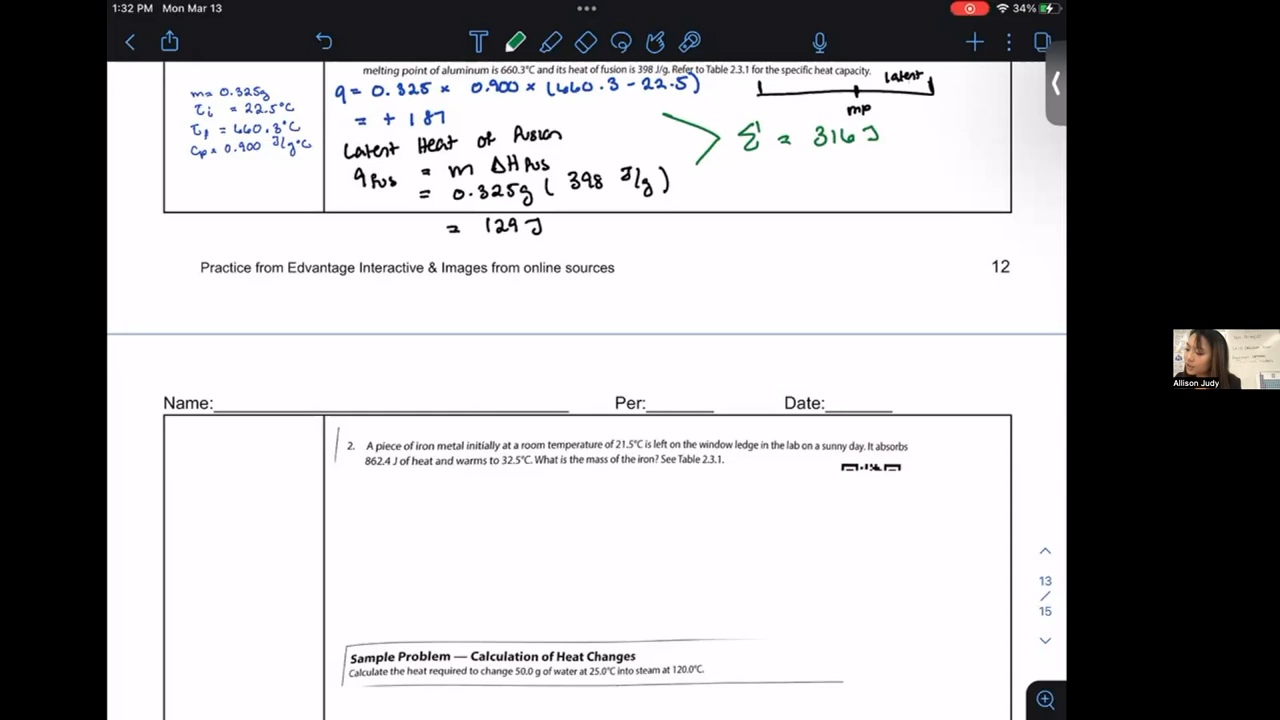 1:32 PM Mon Mar 13
34%
melting point of aluminum is 660.3°C and its heat of fusion is 398 J/g. Refer to Table 2.3.1 for the specific heat capacity.
m = 0.325g
Ti = 22.5°C
Tf = 660.3°C
Cp = 0.900 J/g°C
q = 0.325 × 0.900 × (660.3 - 22.5)
= + 187
Latent Heat of Fusion
qfus = m ΔHfus
= 0.325g ( 398 J/g )
= 129 J
latent
mp
Σ = 316 J
Practice from Edvantage Interactive & Images from online sources
12
Name: Per: Date:
2. A piece of iron metal initially at a room temperature of 21.5°C is left on the window ledge in the lab on a sunny day. It absorbs
862.4 J of heat and warms to 32.5°C. What is the mass of the iron? See Table 2.3.1.
Sample Problem — Calculation of Heat Changes
Calculate the heat required to change 50.0 g of water at 25.0°C into steam at 120.0°C.
13
/
15
Allison Judy